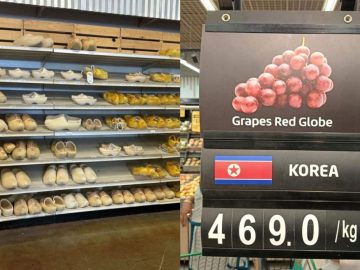 Grapes Red Globe
KOREA
469.0 /kg